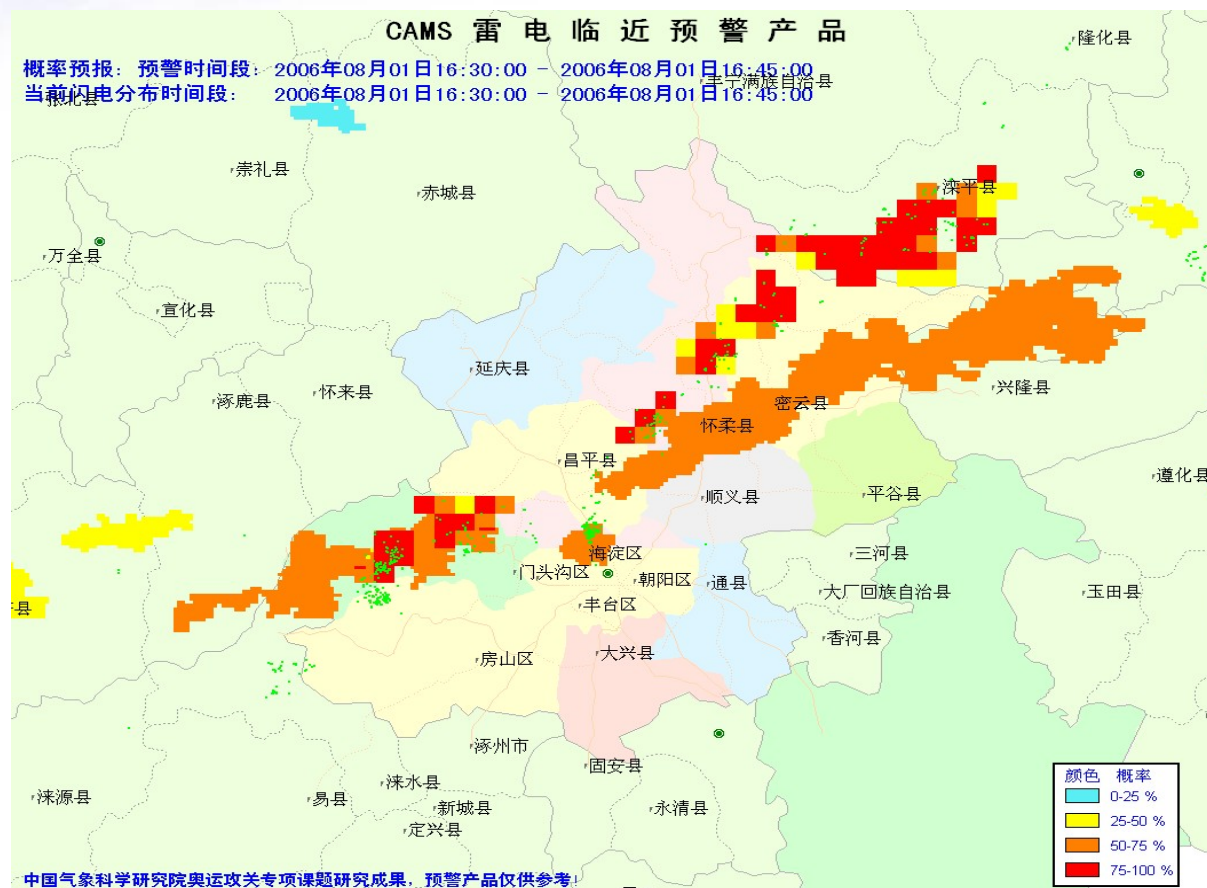 CAMS 雷 电 临 近 预 警 产 品
隆化县
概率预报: 预警时间段: 2006年08月01日16:30:00 - 2006年08月01日16:45:00
丰宁满族自治县
当前闪电分布时间段: 2006年08月01日16:30:00 - 2006年08月01日16:45:00
张北县
崇礼县
赤城县
滦平县
万全县
宣化县
延庆县
怀来县
兴隆县
涿鹿县
密云县
怀柔县
昌平县
遵化县
顺义县
平谷县
海淀区
三河县
门头沟区
朝阳区
通县
大厂回族自治县
玉田县
丰台区
县
香河县
房山区
大兴县
涿州市
固安县
涞水县
涞源县
易县
新城县
永清县
定兴县
颜色 概率
0-25 %
25-50 %
50-75 %
75-100 %
中国气象科学研究院奥运攻关专项课题研究成果, 预警产品仅供参考!